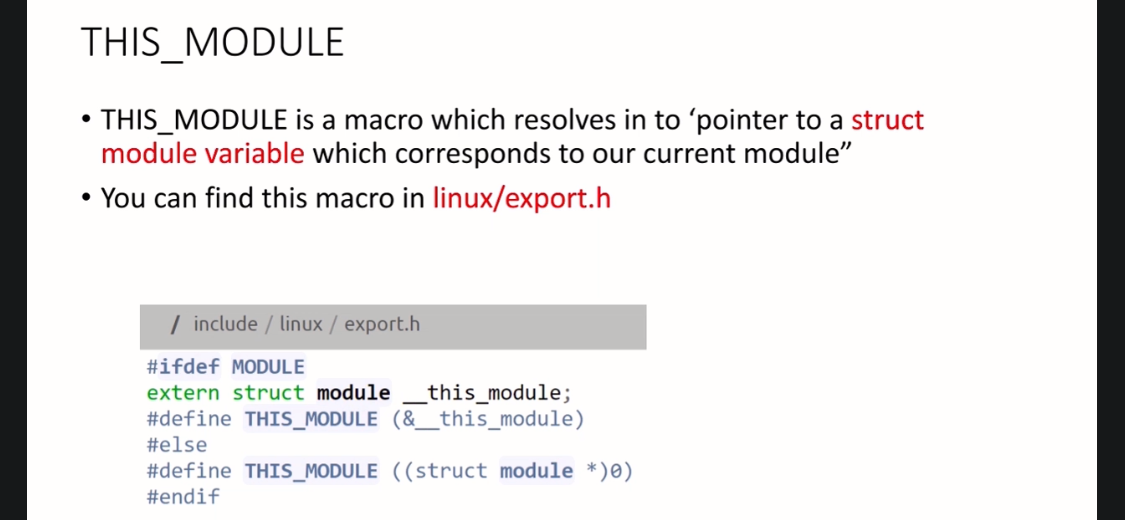 THIS_MODULE
• THIS_MODULE is a macro which resolves in to ‘pointer to a struct
module variable which corresponds to our current module”
• You can find this macro in linux/export.h
/ include / linux / export.h
#ifdef MODULE
extern struct module __this_module;
#define THIS_MODULE (&__this_module)
#else
#define THIS_MODULE ((struct module *)0)
#endif